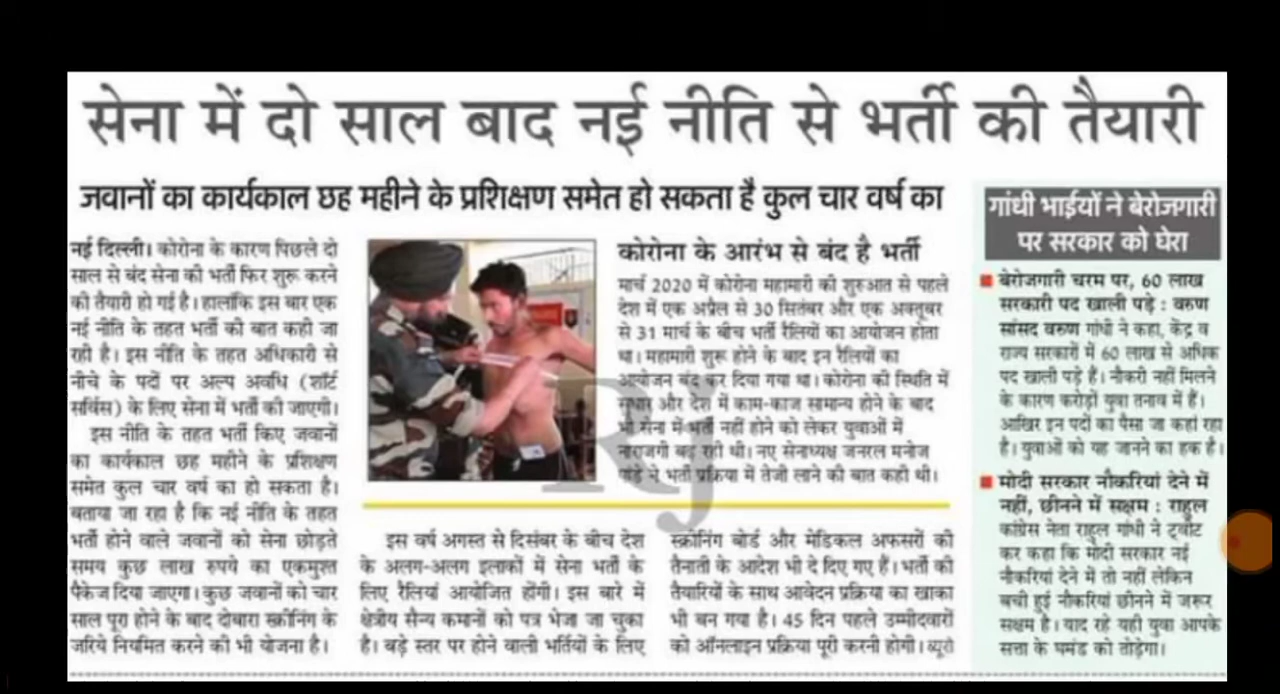 सेना में दो साल बाद नई नीति से भर्ती की तैयारी
जवानों का कार्यकाल छह महीने के प्रशिक्षण समेत हो सकता है कुल चार वर्ष का
नई दिल्ली। कोरोना के कारण पिछले दो
साल से बंद सेना की भर्ती फिर शुरू करने
की तैयारी हो गई है। हालांकि इस बार एक
नई नीति के तहत भर्ती की बात कही जा
रही है। इस नीति के तहत अधिकारी से
नीचे के पदों पर अल्प अवधि (शॉर्ट
सर्विस) के लिए सेना में भर्ती की जाएगी।
इस नीति के तहत भर्ती किए जवानों
का कार्यकाल छह महीने के प्रशिक्षण
समेत कुल चार वर्ष का हो सकता है।
बताया जा रहा है कि नई नीति के तहत
भर्ती होने वाले जवानों को सेना छोड़ते
समय कुछ लाख रुपये का एकमुश्त
पैकेज दिया जाएगा। कुछ जवानों को चार
साल पूरा होने के बाद दोबारा स्क्रीनिंग के
जरिये नियमित करने की भी योजना है।
कोरोना के आरंभ से बंद है भर्ती
मार्च 2020 में कोरोना महामारी की शुरुआत से पहले
देश में एक अप्रैल से 30 सितंबर और एक अक्तूबर
से 31 मार्च के बीच भर्ती रैलियों का आयोजन होता
था। महामारी शुरू होने के बाद इन रैलियों का
आयोजन बंद कर दिया गया था। कोरोना की स्थिति में
सुधार और देश में काम-काज सामान्य होने के बाद
भी सेना में भर्ती नहीं होने को लेकर युवाओं में
नाराजगी बढ़ रही थी। नए सेनाध्यक्ष जनरल मनोज
पांडे ने भर्ती प्रक्रिया में तेजी लाने की बात कही थी।
इस वर्ष अगस्त से दिसंबर के बीच देश
के अलग-अलग इलाकों में सेना भर्ती के
लिए रैलियां आयोजित होंगी। इस बारे में
क्षेत्रीय सैन्य कमानों को पत्र भेजा जा चुका
है। बड़े स्तर पर होने वाली भर्तियों के लिए
स्क्रीनिंग बोर्ड और मेडिकल अफसरों की
तैनाती के आदेश भी दे दिए गए हैं। भर्ती की
तैयारियों के साथ आवेदन प्रक्रिया का खाका
भी बन गया है। 45 दिन पहले उम्मीदवारों
को ऑनलाइन प्रक्रिया पूरी करनी होगी। ब्यूरो
गांधी भाईयों ने बेरोजगारी
पर सरकार को घेरा
■ बेरोजगारी चरम पर, 60 लाख
सरकारी पद खाली पड़े : वरुण
सांसद वरुण गांधी ने कहा, केंद्र व
राज्य सरकारों में 60 लाख से अधिक
पद खाली पड़े हैं। नौकरी नहीं मिलने
के कारण करोड़ों युवा तनाव में हैं।
आखिर इन पदों का पैसा जा कहां रहा
है। युवाओं को यह जानने का हक है।
■ मोदी सरकार नौकरियां देने में
नहीं, छीनने में सक्षम : राहुल
कांग्रेस नेता राहुल गांधी ने ट्वीट
कर कहा कि मोदी सरकार नई
नौकरियां देने में तो नहीं लेकिन
बची हुई नौकरियां छीनने में जरूर
सक्षम है। याद रहे यही युवा आपके
सत्ता के घमंड को तोड़ेगा।
RJ